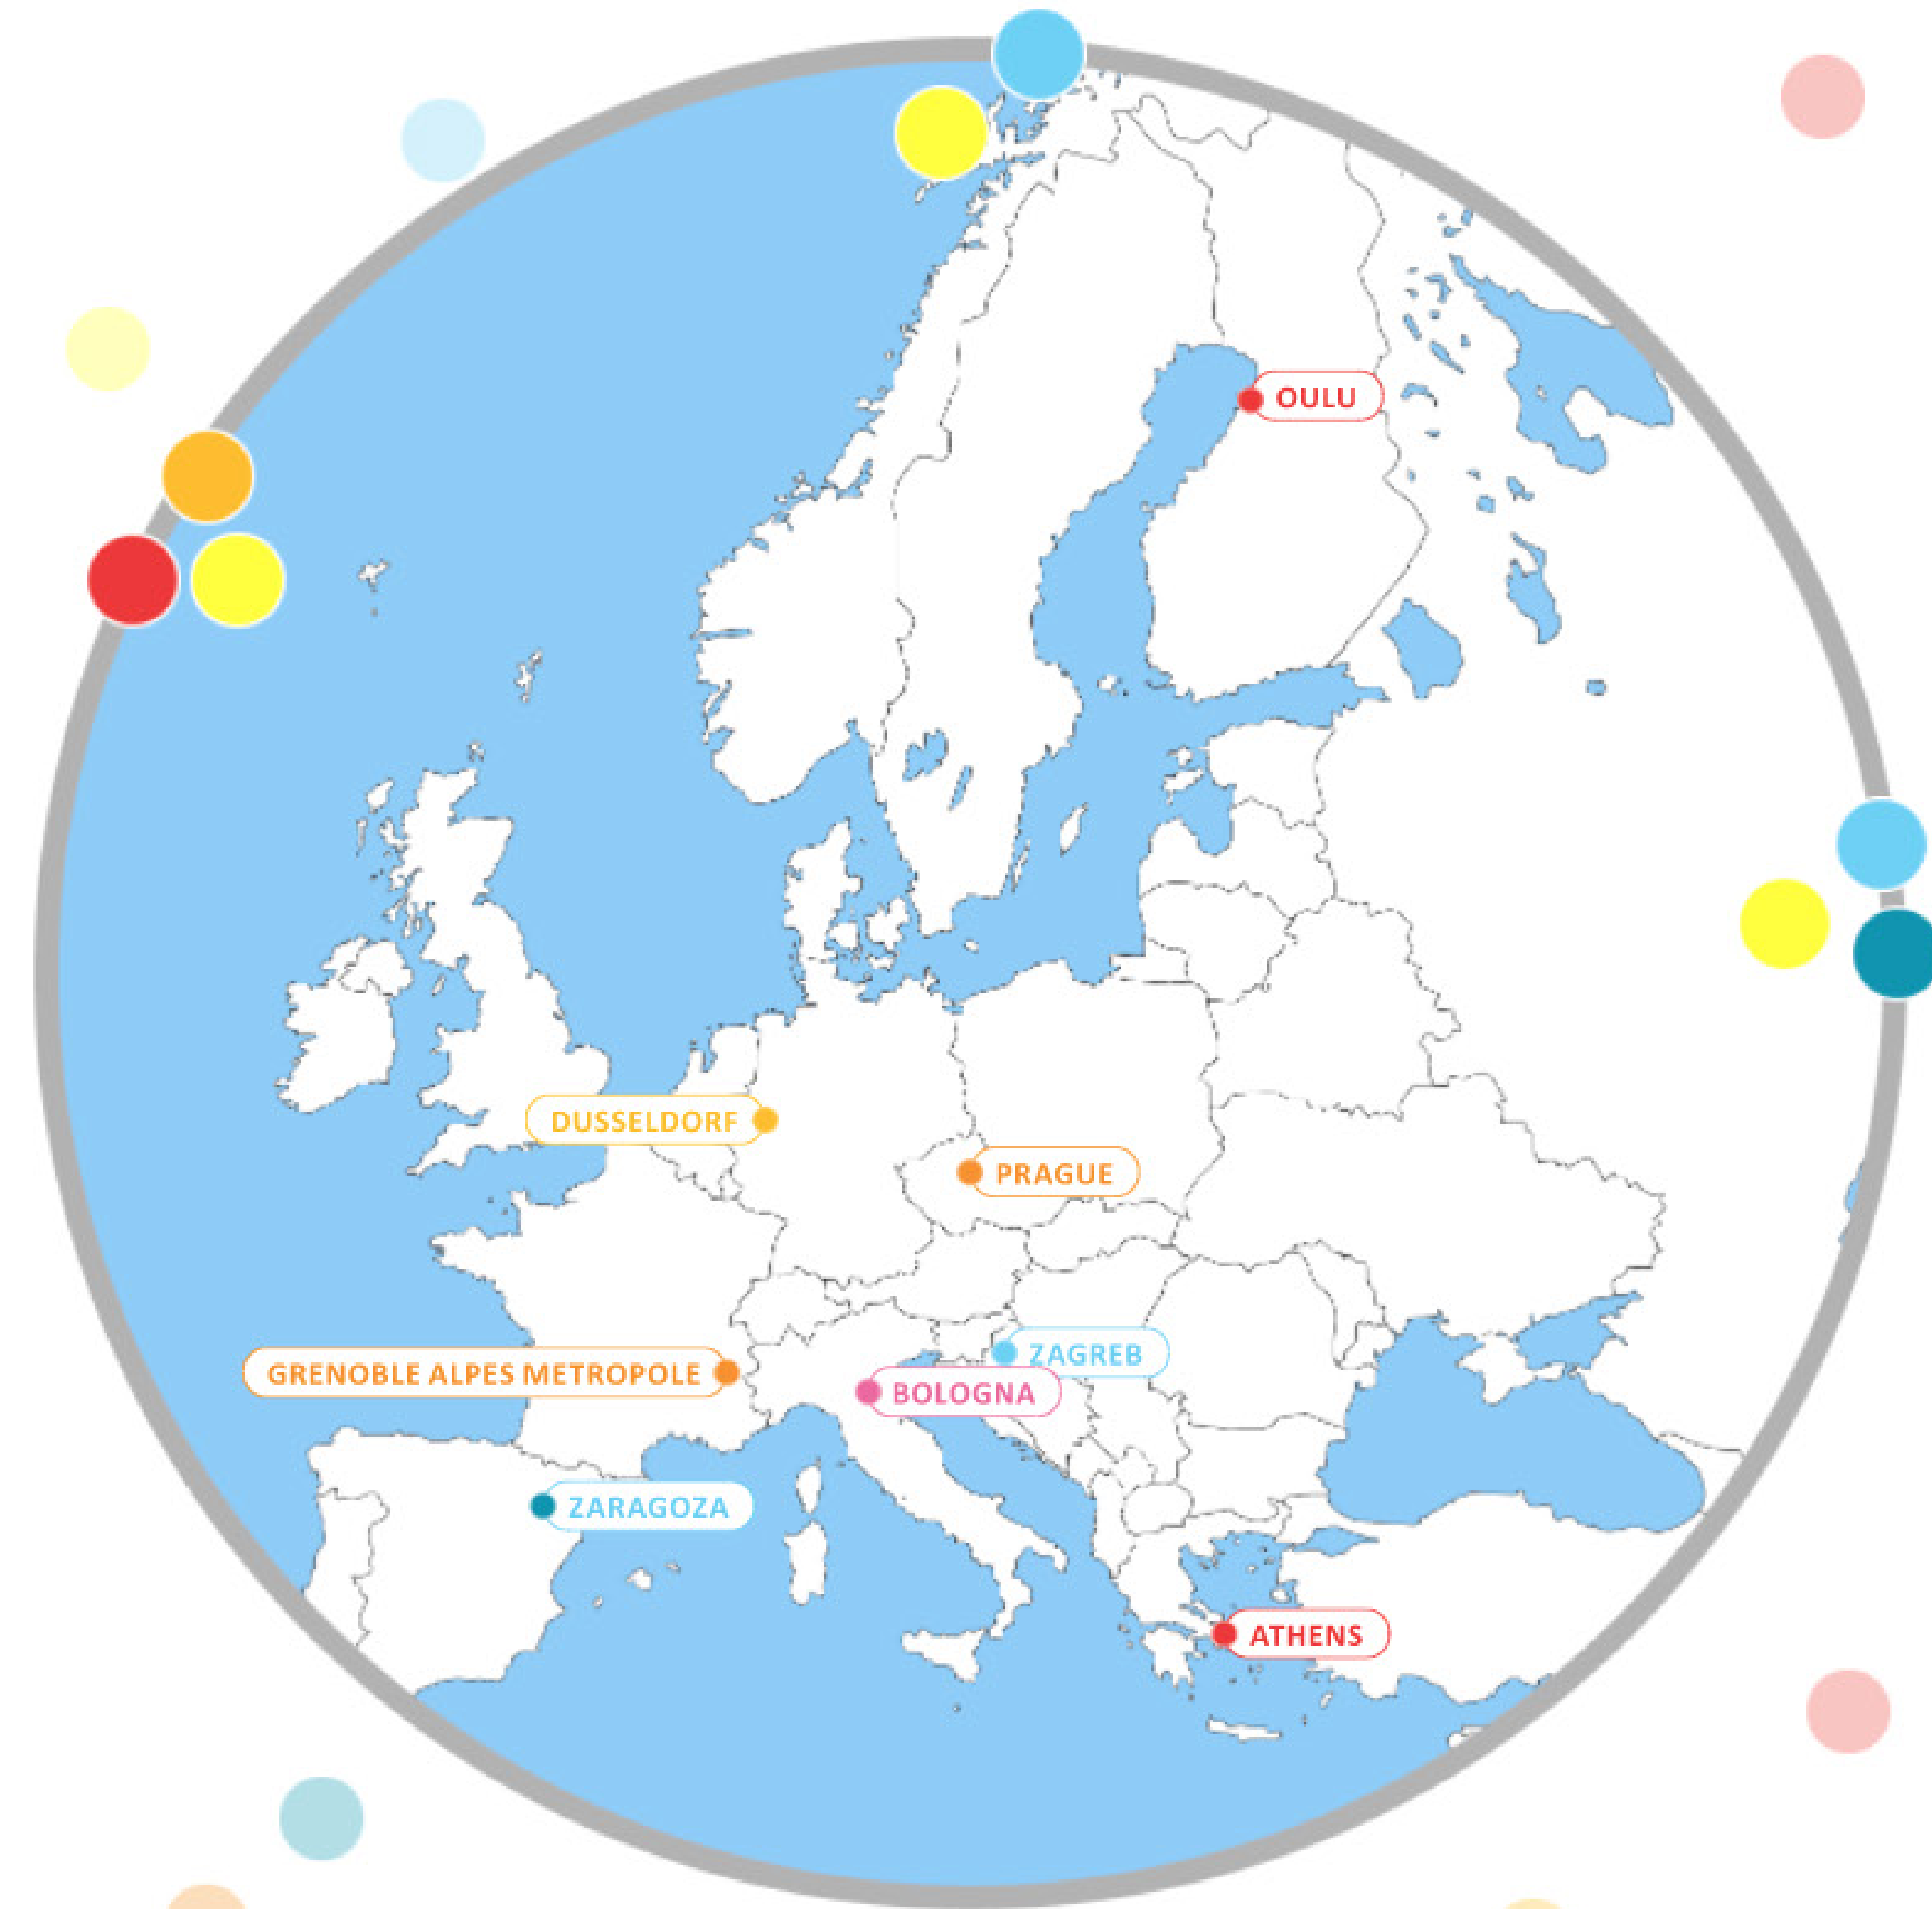 OULU
DUSSELDORF
PRAGUE
ZAGREB
GRENOBLE ALPES METROPOLE
BOLOGNA
ZARAGOZA
ATHENS